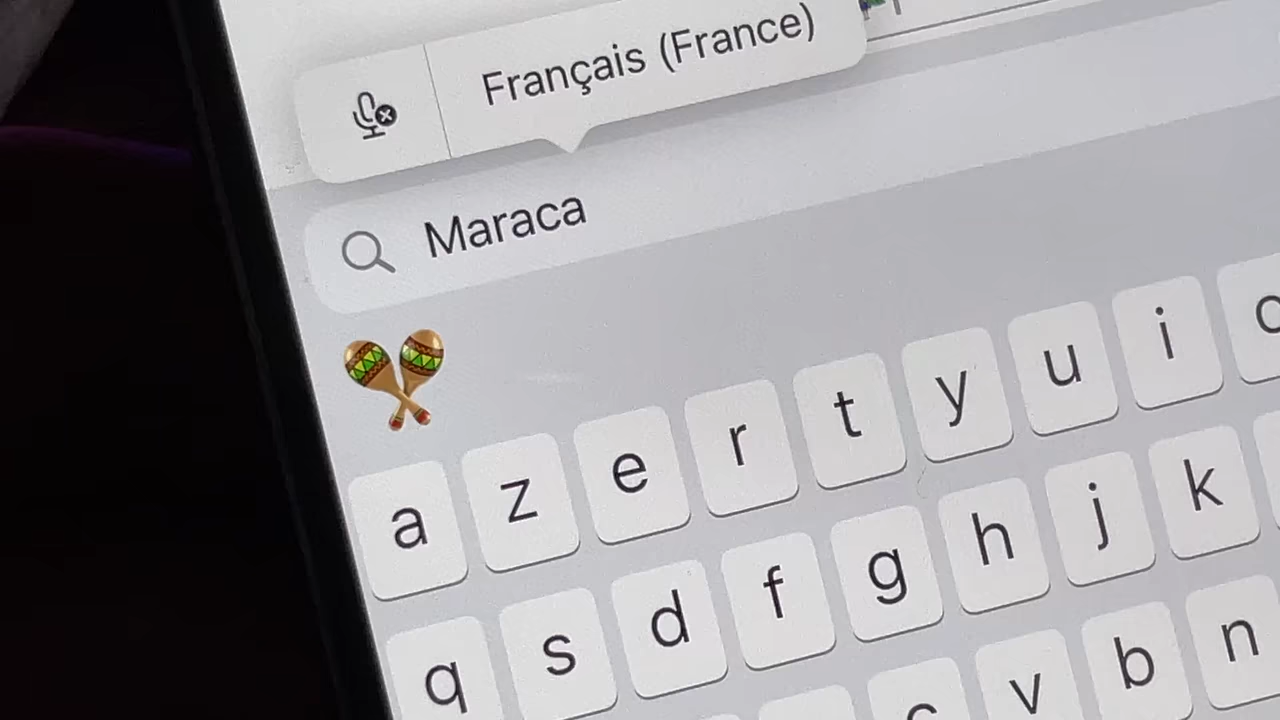 Français (France)
Maraca
a z e r t y u i o
q s d f g h j k
c v b n